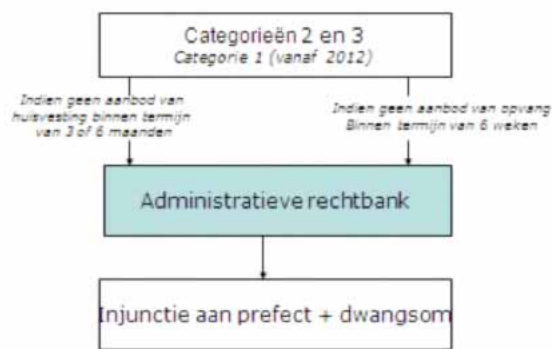 Categorieën 2 en 3
Categorie 1 (vanaf 2012)
Indien geen aanbod van
huisvesting binnen termijn
van 3 of 6 maanden
Indien geen aanbod van opvang
Binnen termijn van 6 weken
Administratieve rechtbank
Injunctie aan prefect + dwangsom